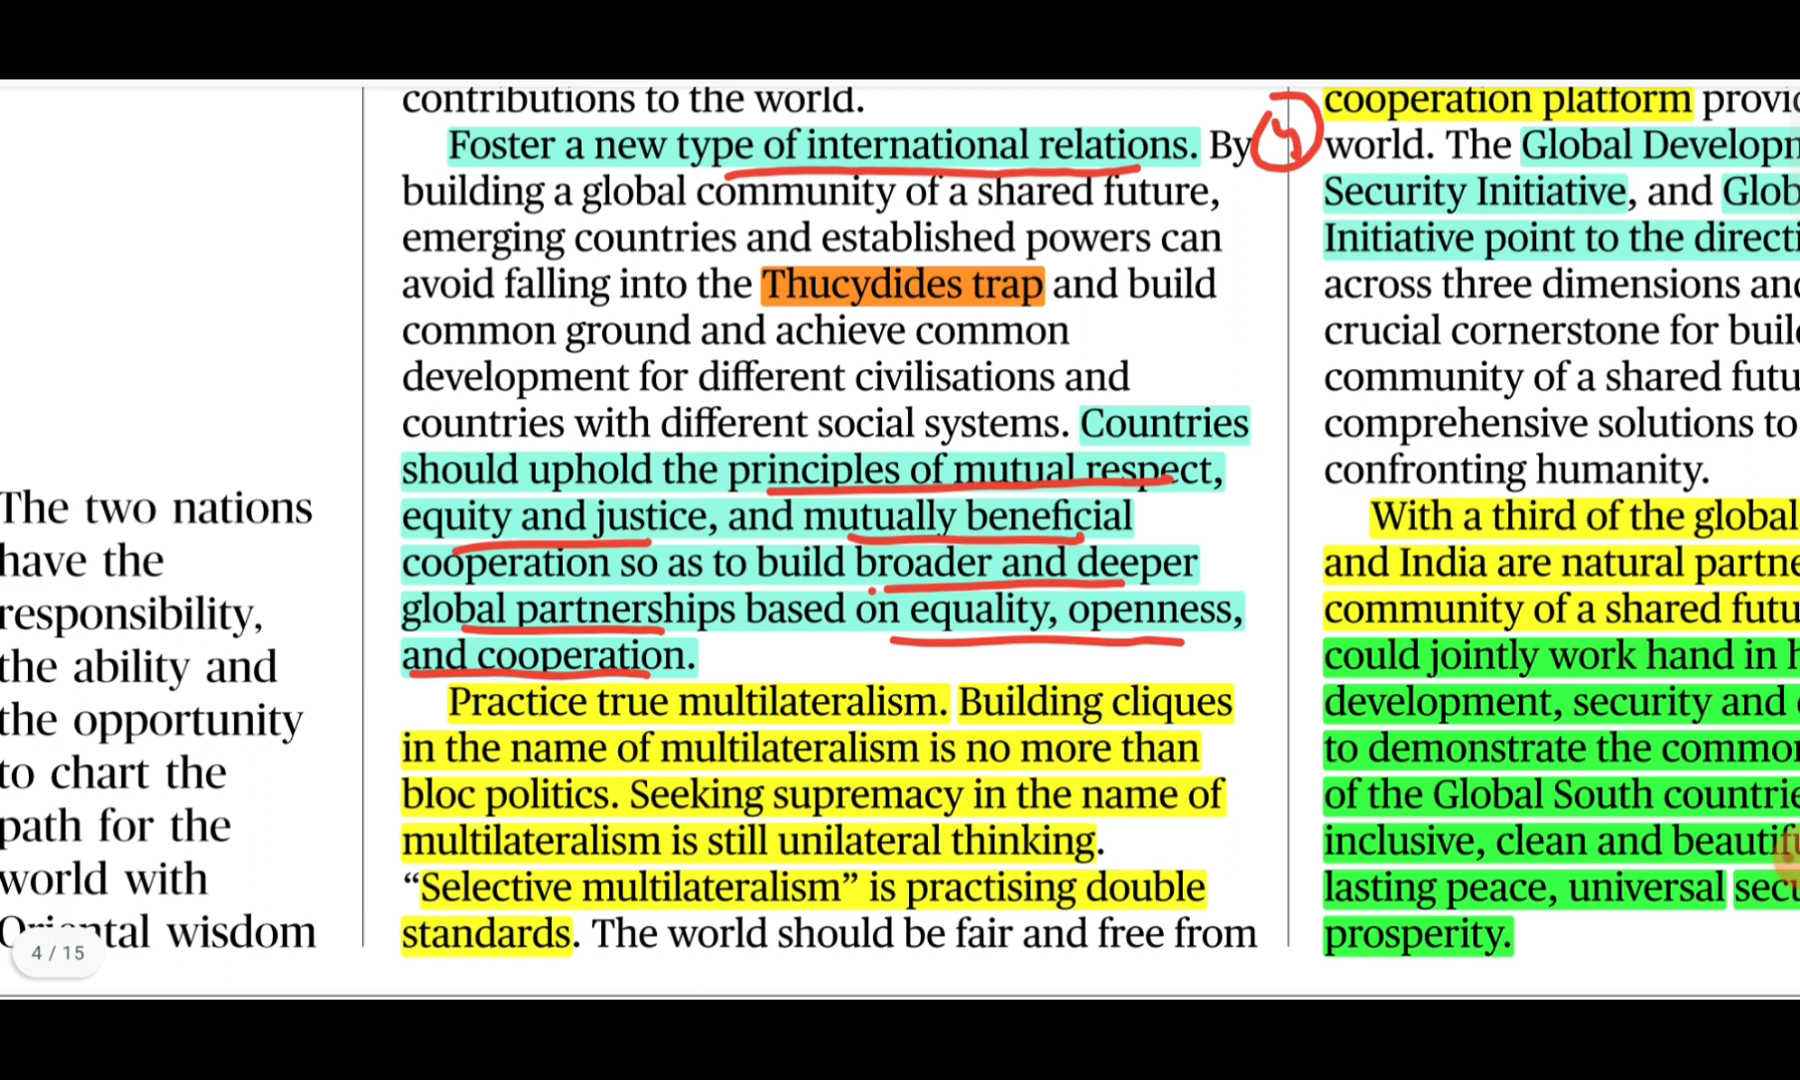 The two nations
have the
responsibility,
the ability and
the opportunity
to chart the
path for the
world with
Oriental wisdom
4 / 15
contributions to the world.
Foster a new type of international relations. By
building a global community of a shared future,
emerging countries and established powers can
avoid falling into the Thucydides trap and build
common ground and achieve common
development for different civilisations and
countries with different social systems. Countries
should uphold the principles of mutual respect,
equity and justice, and mutually beneficial
cooperation so as to build broader and deeper
global partnerships based on equality, openness,
and cooperation.
Practice true multilateralism. Building cliques
in the name of multilateralism is no more than
bloc politics. Seeking supremacy in the name of
multilateralism is still unilateral thinking.
“Selective multilateralism” is practising double
standards. The world should be fair and free from
4
cooperation platform
world. The Global
Security Initiative, and
Initiative point to the
across three dimensions
crucial cornerstone for
community of a shared
comprehensive solutions to
confronting humanity.
With a third of the global
and India are natural
community of a shared
could jointly work hand in
development, security and
to demonstrate the
of the Global South
inclusive, clean and
lasting peace, universal
prosperity.